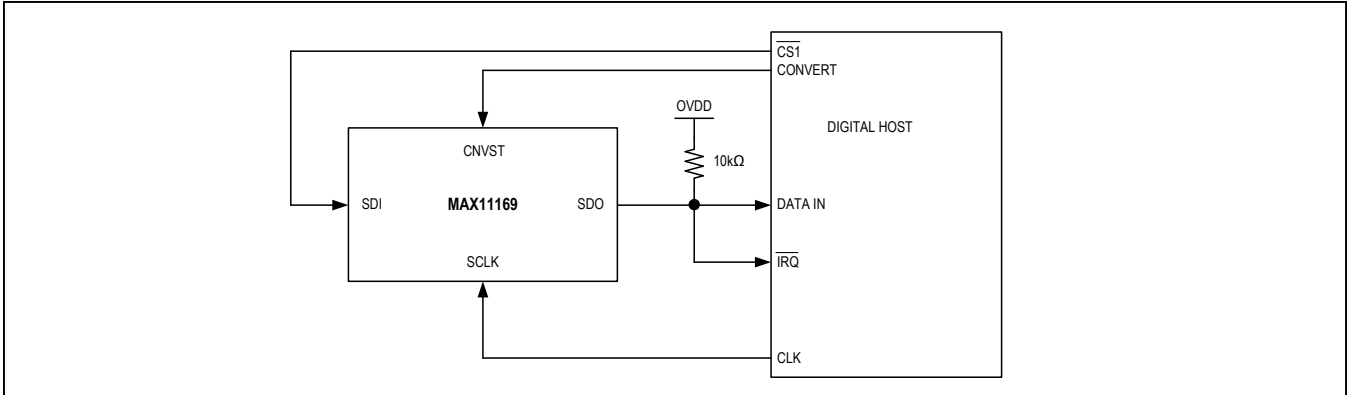 CS1
CONVERT
OVDD
DIGITAL HOST
10kΩ
CNVST
SDI
MAX11169
SDO
DATA IN
SCLK
IRQ
CLK